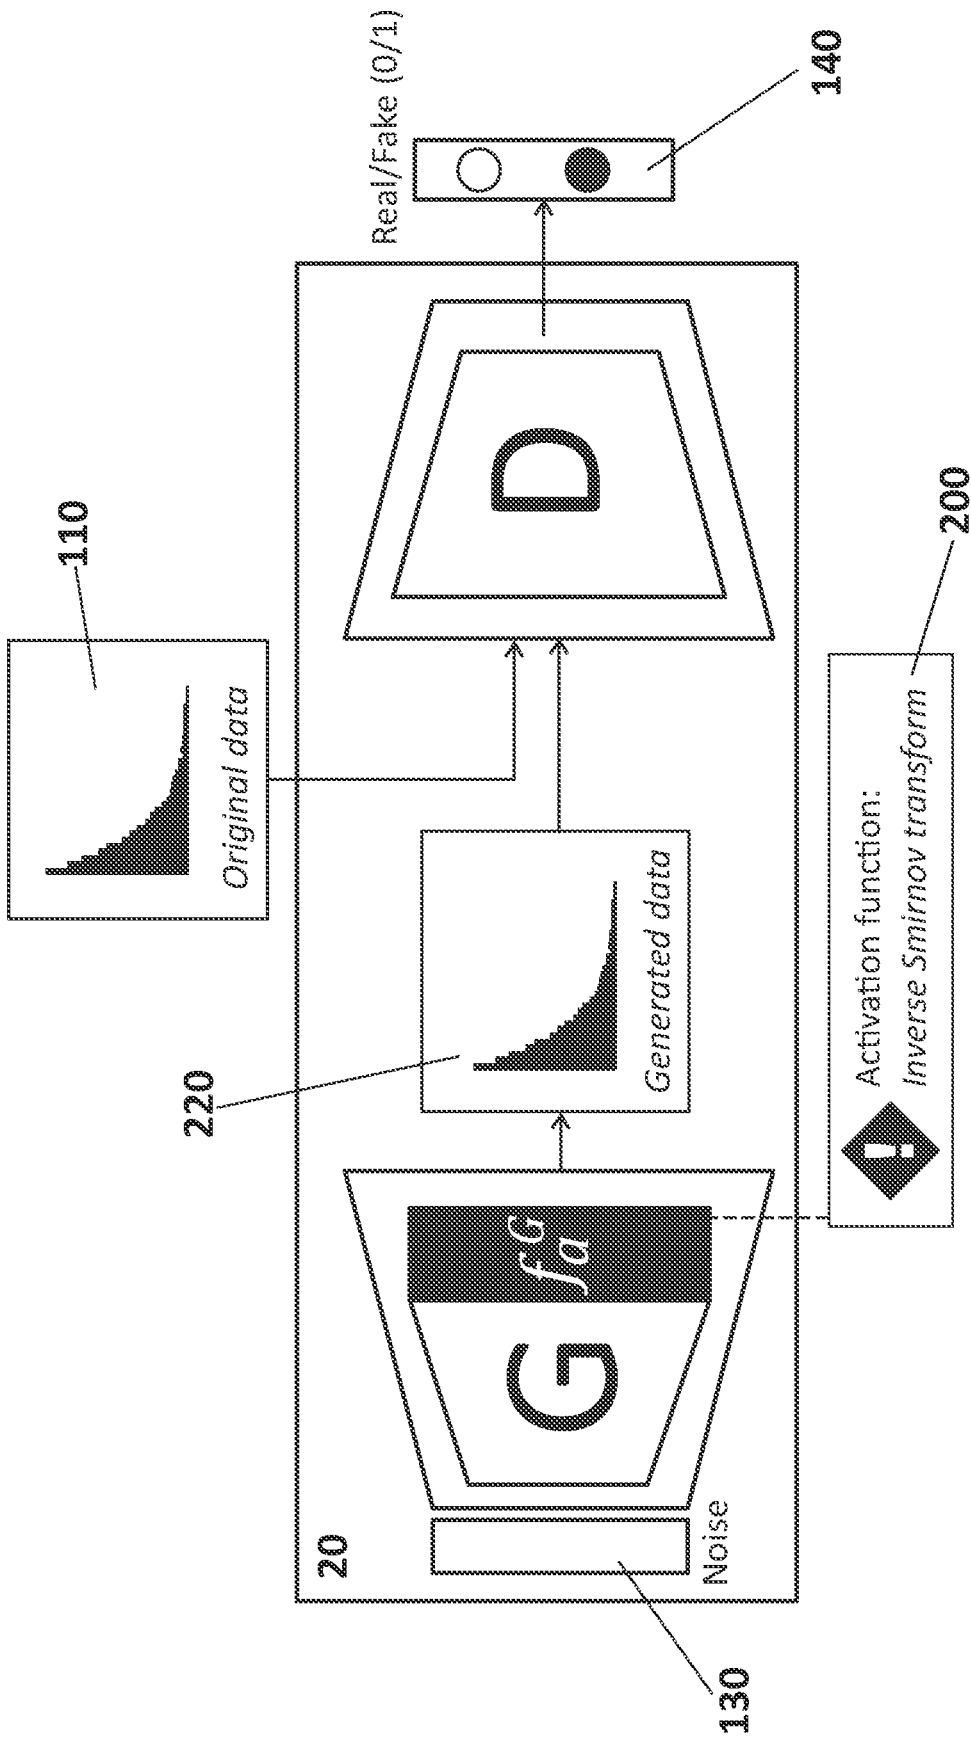 110
Original data
Real/Fake (0/1)
140
20
130
Noise
G
f a G
220
Generated data
D
Activation function:
Inverse Smirnov transform
!
200